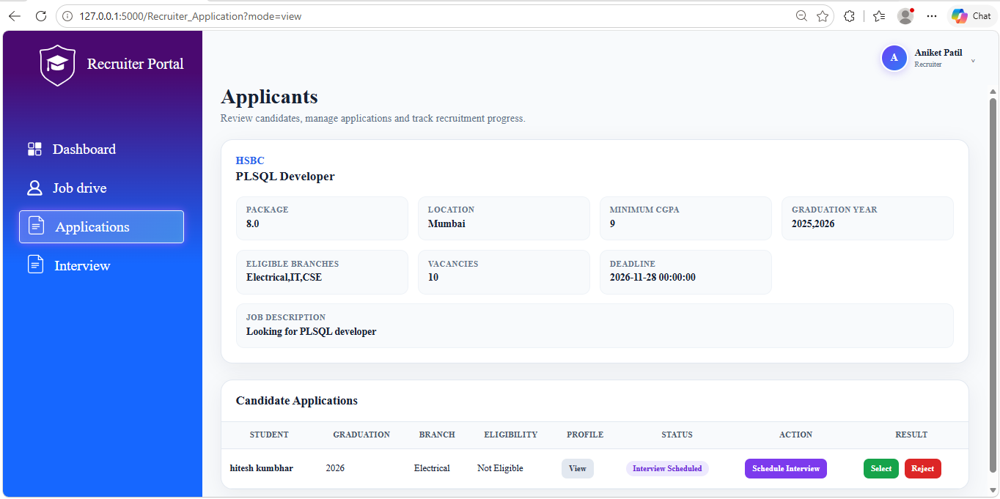 127.0.0.1:5000/Recruiter_Application?mode=view
Chat
Recruiter Portal
Dashboard
Job drive
Applications
Interview
A
Aniket Patil
Recruiter
Applicants
Review candidates, manage applications and track recruitment progress.
HSBC
PLSQL Developer
PACKAGE
8.0
LOCATION
Mumbai
MINIMUM CGPA
9
GRADUATION YEAR
2025,2026
ELIGIBLE BRANCHES
Electrical,IT,CSE
VACANCIES
10
DEADLINE
2026-11-28 00:00:00
JOB DESCRIPTION
Looking for PLSQL developer
Candidate Applications
STUDENT GRADUATION BRANCH ELIGIBILITY PROFILE STATUS ACTION RESULT
hitesh kumbhar 2026 Electrical Not Eligible View Interview Scheduled Schedule Interview Select Reject